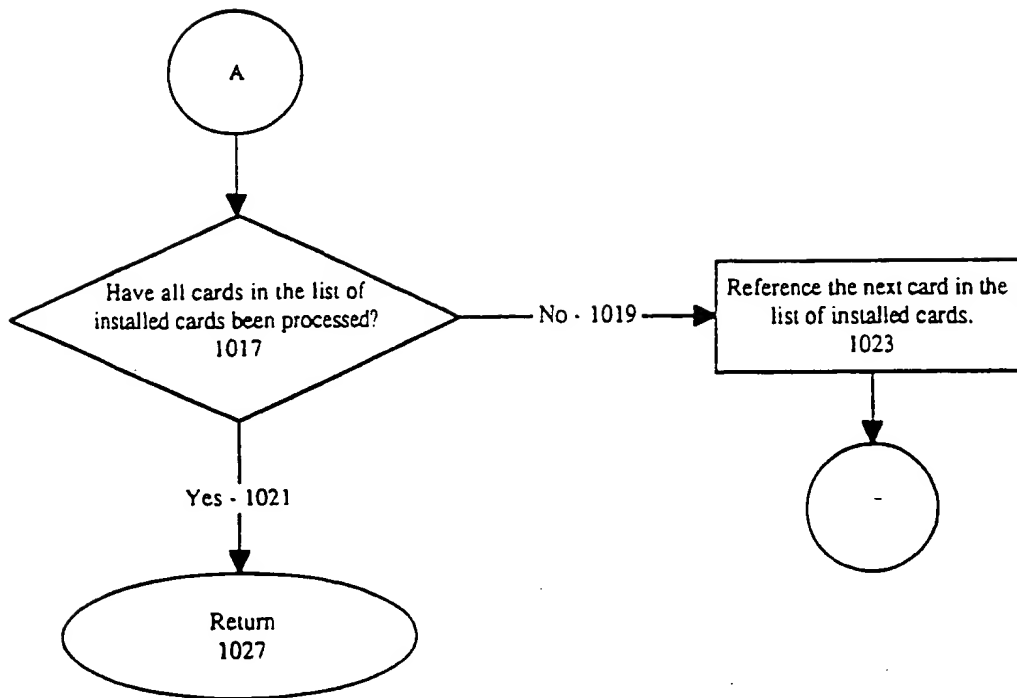 A
Have all cards in the list of
installed cards been processed?
1017
No - 1019
Reference the next card in the
list of installed cards.
1023
Yes - 1021
-
Return
1027